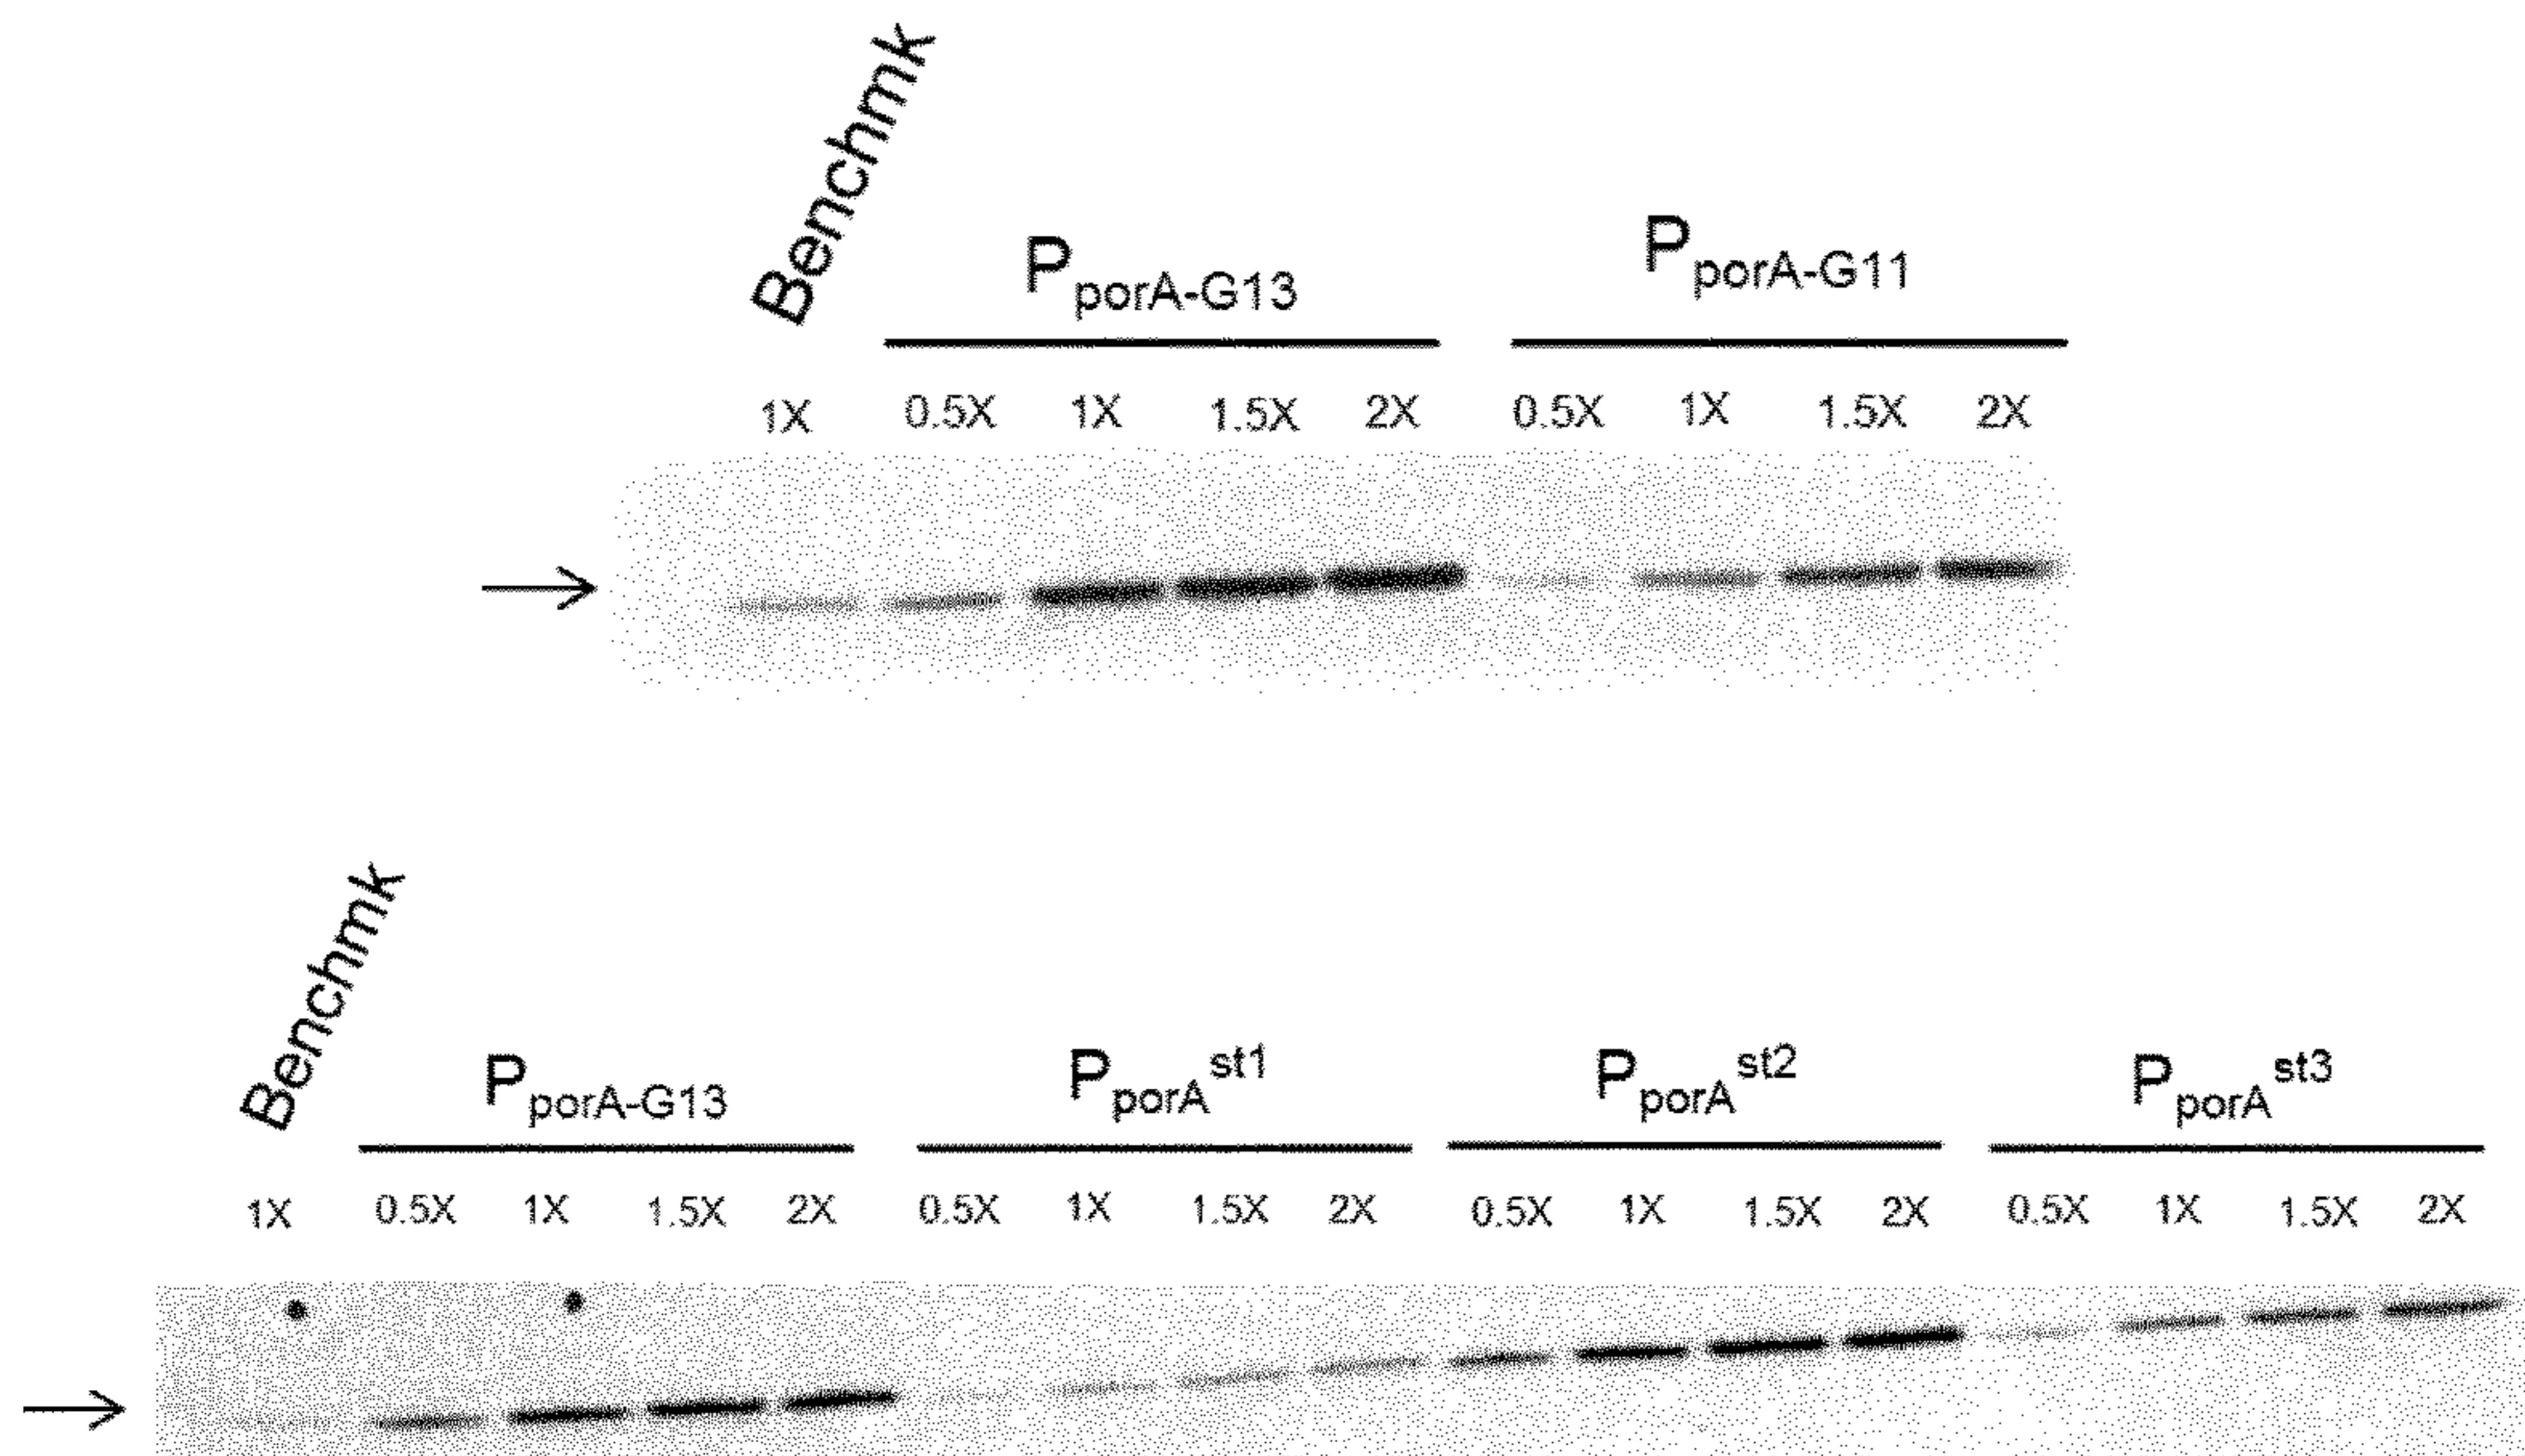 Benchmk
PporA-G13 PporA-G11
1X 0.5X 1X 1.5X 2X 0.5X 1X 1.5X 2X
Benchmk
PporA-G13 PporAst1 PporAst2 PporAst3
1X 0.5X 1X 1.5X 2X 0.5X 1X 1.5X 2X 0.5X 1X 1.5X 2X 0.5X 1X 1.5X 2X